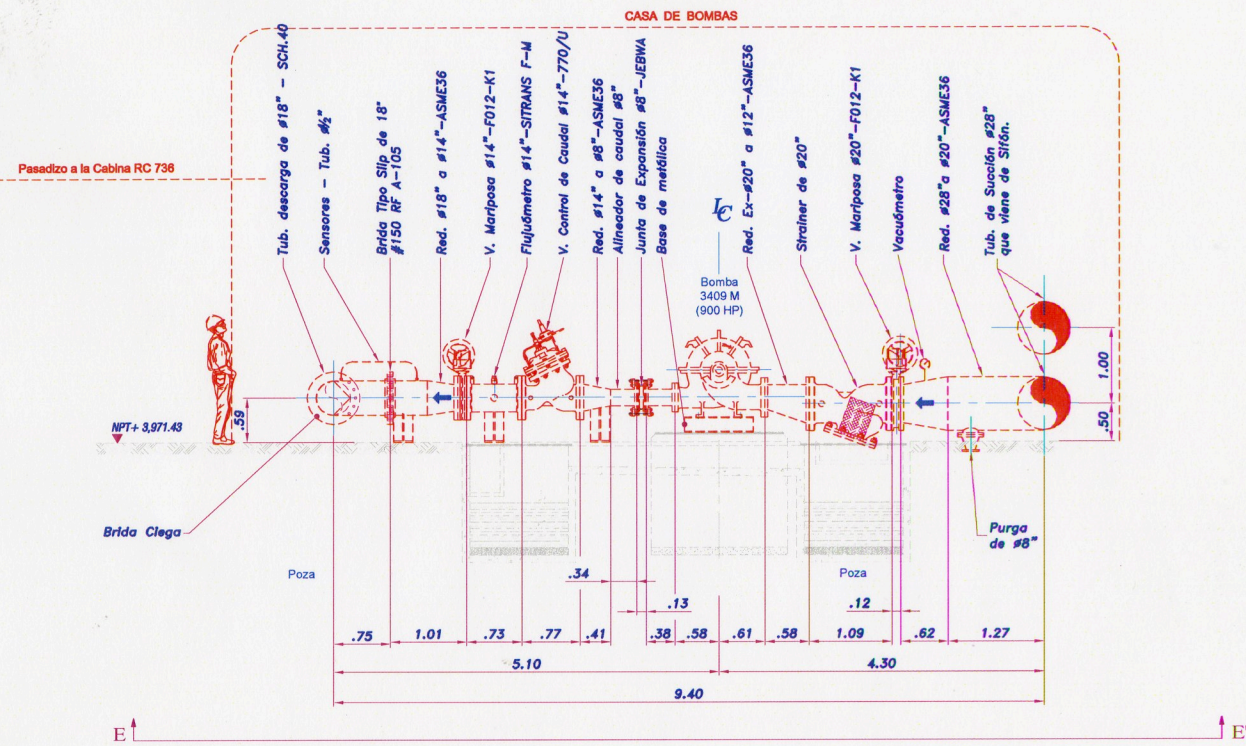 CASA DE BOMBAS
Pasadizo a la Cabina RC 736
Tub. descarga de ø18" - SCH.40
Sensores - Tub. ø½"
Brida Tipo Slip de 18"
#150 RF A-105
Red. ø18" a ø14"-ASME36
V. Mariposa ø14"-F012-K1
Flujuómetro ø14"-SITRANS F-M
V. Control de Caudal ø14"-770/U
Red. ø14" a ø8"-ASME36
Alineador de caudal ø8"
Junta de Expansión ø8"-JEBWA
Base de metálica
LC
Bomba
3409 M
(900 HP)
Red. Ex-ø20" a ø12"-ASME36
Strainer de ø20"
V. Mariposa ø20"-F012-K1
Vacuómetro
Red. ø28"a ø20"-ASME36
Tub. de Succión ø28"
que viene de Sifón.
1.00
.50
.59
NPT+ 3,971.43
Brida Ciega
Purga
de ø8"
Poza
Poza
.34
.13
.12
.75
1.01
.73
.77
.41
.38
.58
.61
.58
1.09
.62
1.27
5.10
4.30
9.40
E
E'